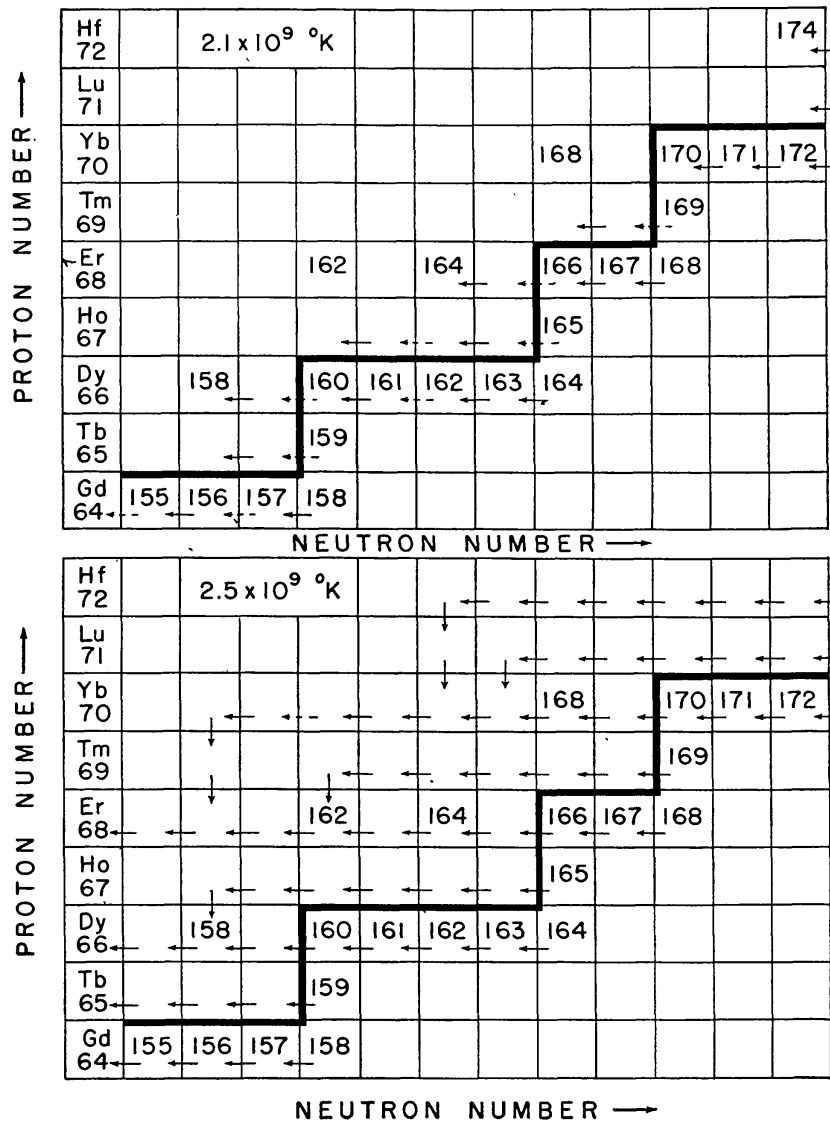 Hf
72
2.1 x 10⁹ °K
174
Lu
71
Yb
70
168
170 171 172
Tm
69
169
Er
68
162 164 166 167 168
Ho
67
165
Dy
66
158 160 161 162 163 164
Tb
65
159
Gd
64
155 156 157 158
PROTON NUMBER
NEUTRON NUMBER
Hf
72
2.5 x 10⁹ °K
Lu
71
Yb
70
168
170 171 172
Tm
69
169
Er
68
162 164 166 167 168
Ho
67
165
Dy
66
158 160 161 162 163 164
Tb
65
159
Gd
64
155 156 157 158
PROTON NUMBER
NEUTRON NUMBER